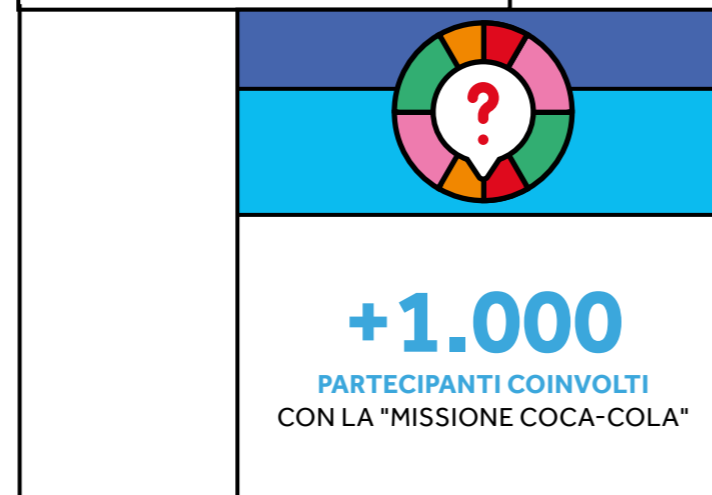 ?
+1.000
PARTECIPANTI COINVOLTI
CON LA "MISSIONE COCA-COLA"